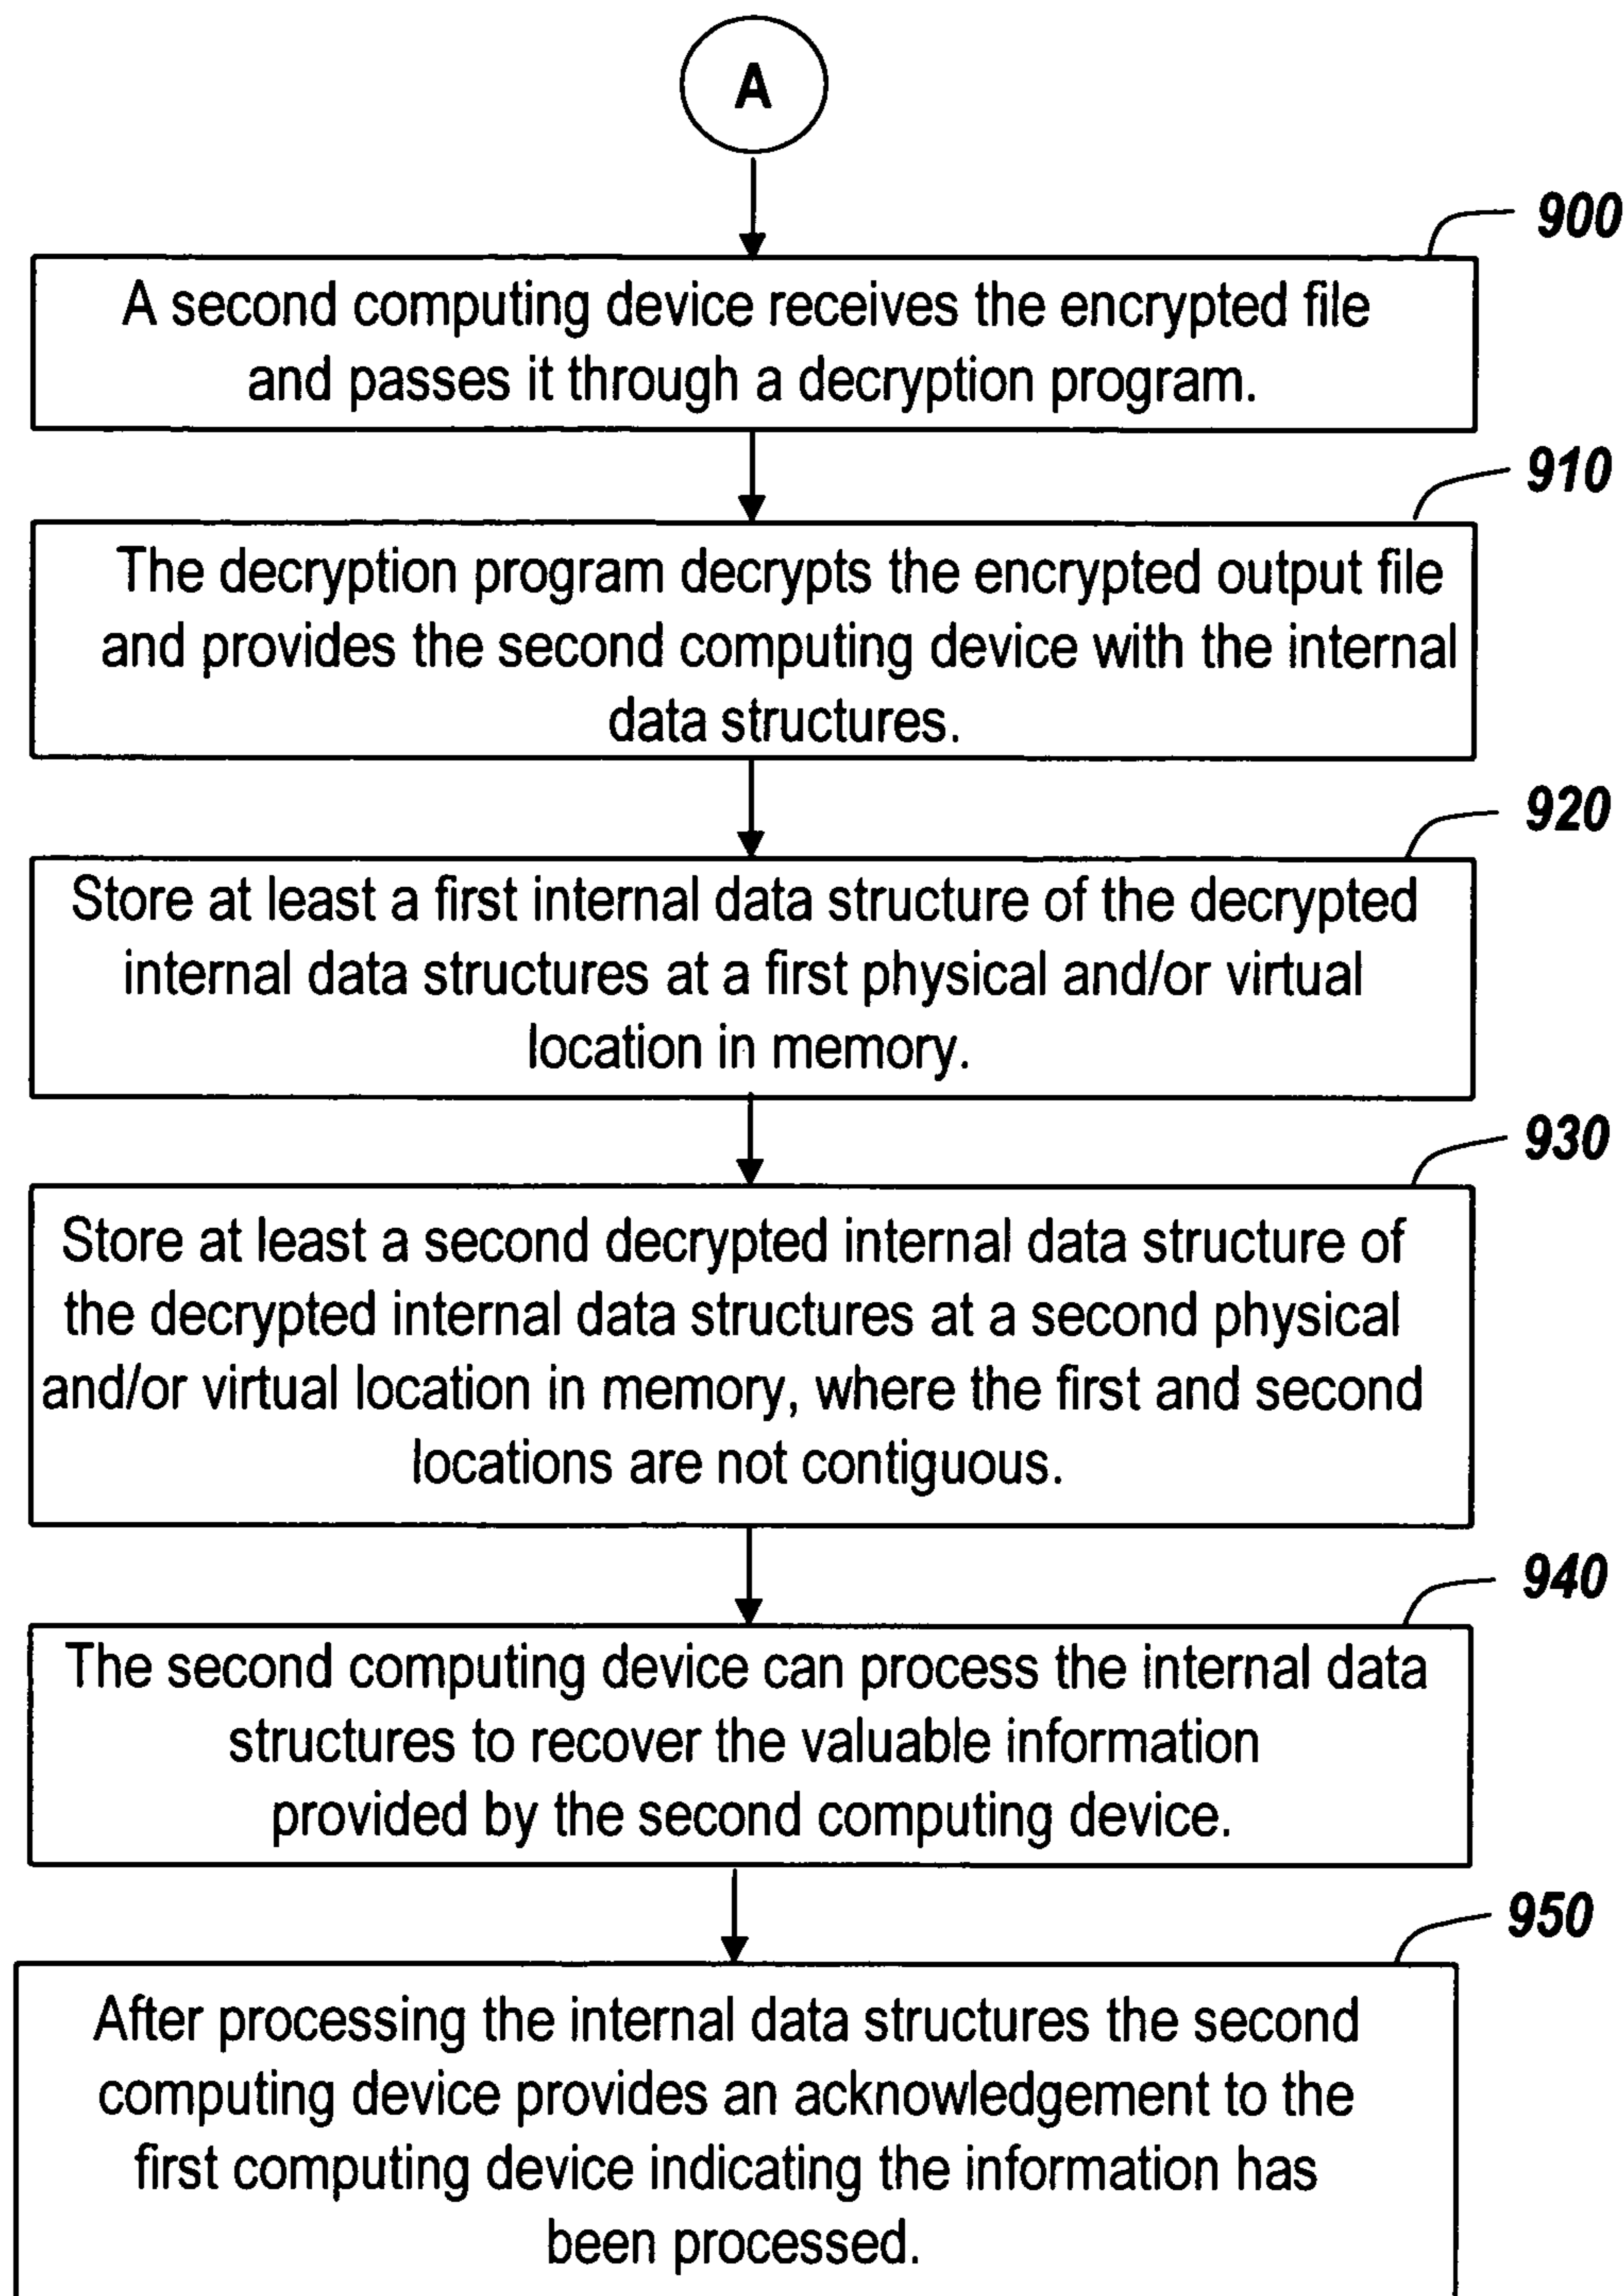 A
900
A second computing device receives the encrypted file
and passes it through a decryption program.
910
The decryption program decrypts the encrypted output file
and provides the second computing device with the internal
data structures.
920
Store at least a first internal data structure of the decrypted
internal data structures at a first physical and/or virtual
location in memory.
930
Store at least a second decrypted internal data structure of
the decrypted internal data structures at a second physical
and/or virtual location in memory, where the first and second
locations are not contiguous.
940
The second computing device can process the internal data
structures to recover the valuable information
provided by the second computing device.
950
After processing the internal data structures the second
computing device provides an acknowledgement to the
first computing device indicating the information has
been processed.